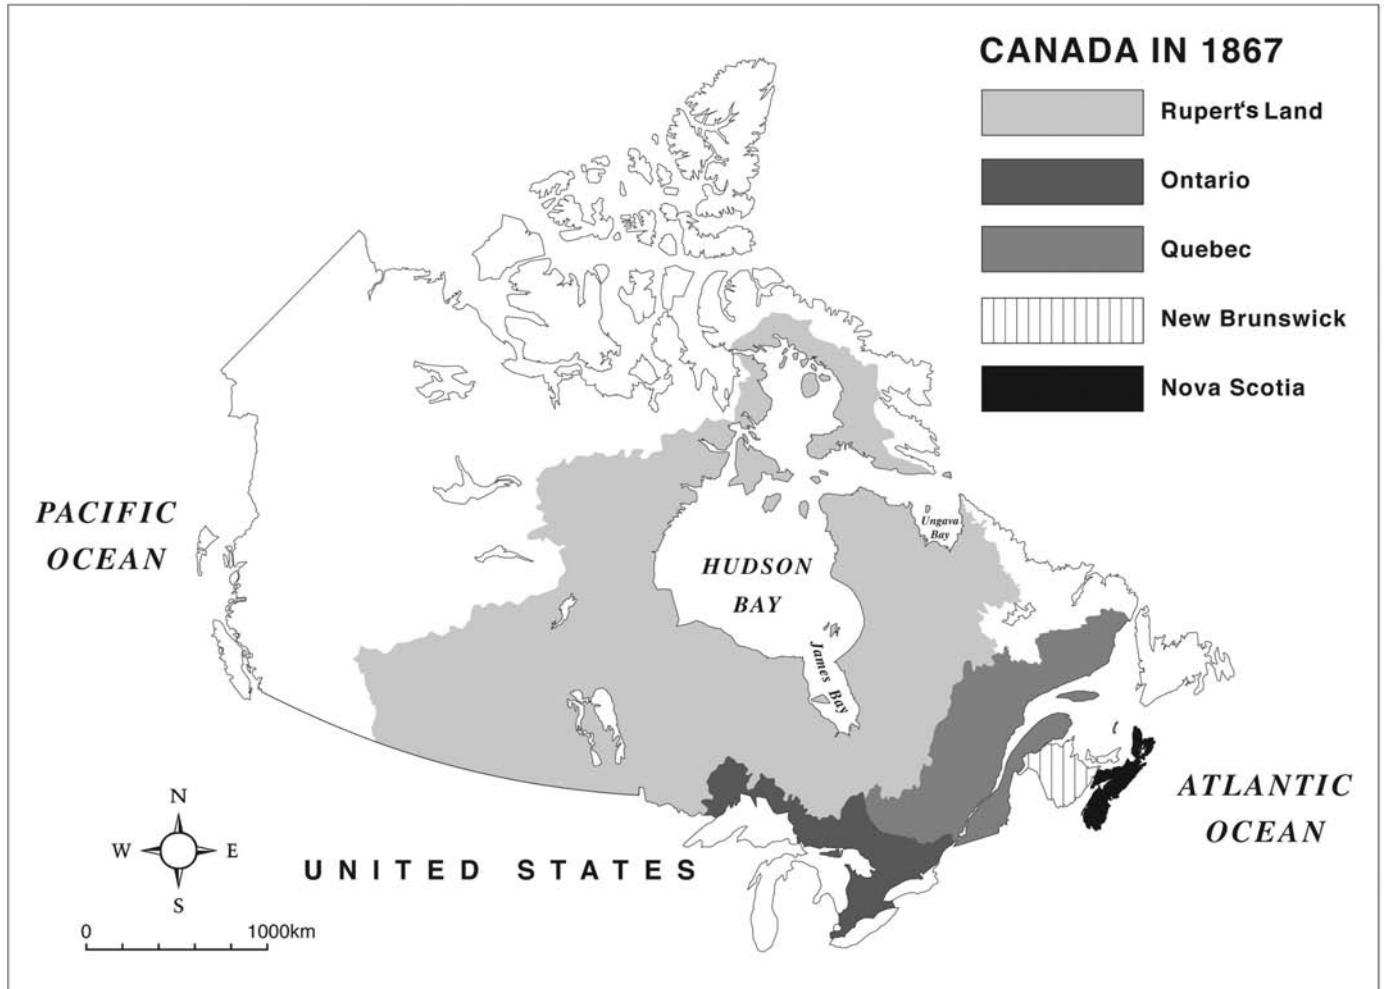 CANADA IN 1867
Rupert's Land
Ontario
Quebec
New Brunswick
Nova Scotia
PACIFIC
OCEAN
Ungava
Bay
HUDSON
BAY
James Bay
ATLANTIC
OCEAN
UNITED STATES
N
W E
S
0 1000km